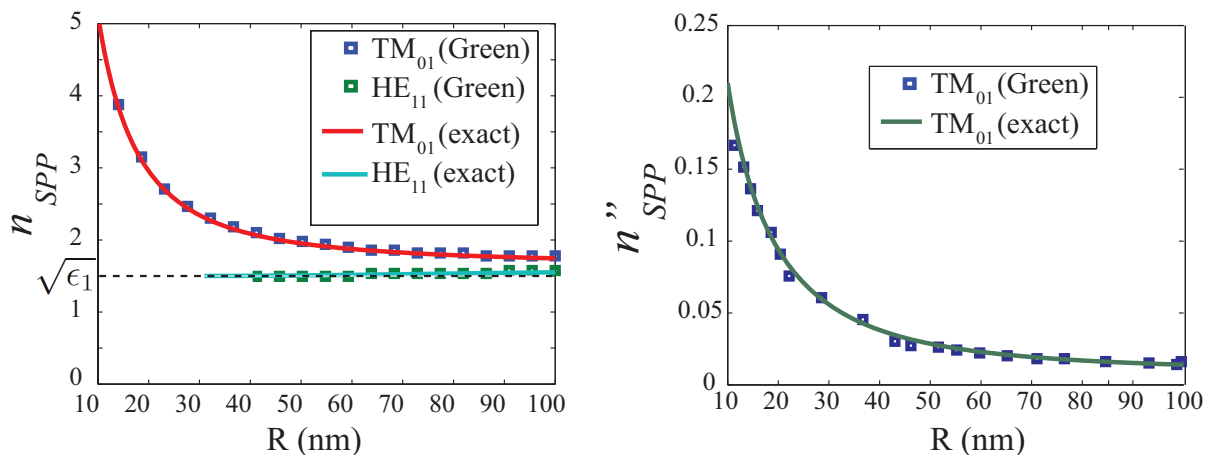 5
4
3
2
√ϵ₁
1
0
n SPP
TM₀₁ (Green)
HE₁₁ (Green)
TM₀₁ (exact)
HE₁₁ (exact)
10 20 30 40 50 60 70 80 90 100
R (nm)
0.25
0.2
0.15
0.1
0.05
0
n'' SPP
TM₀₁ (Green)
TM₀₁ (exact)
10 20 30 40 50 60 70 80 90 100
R (nm)